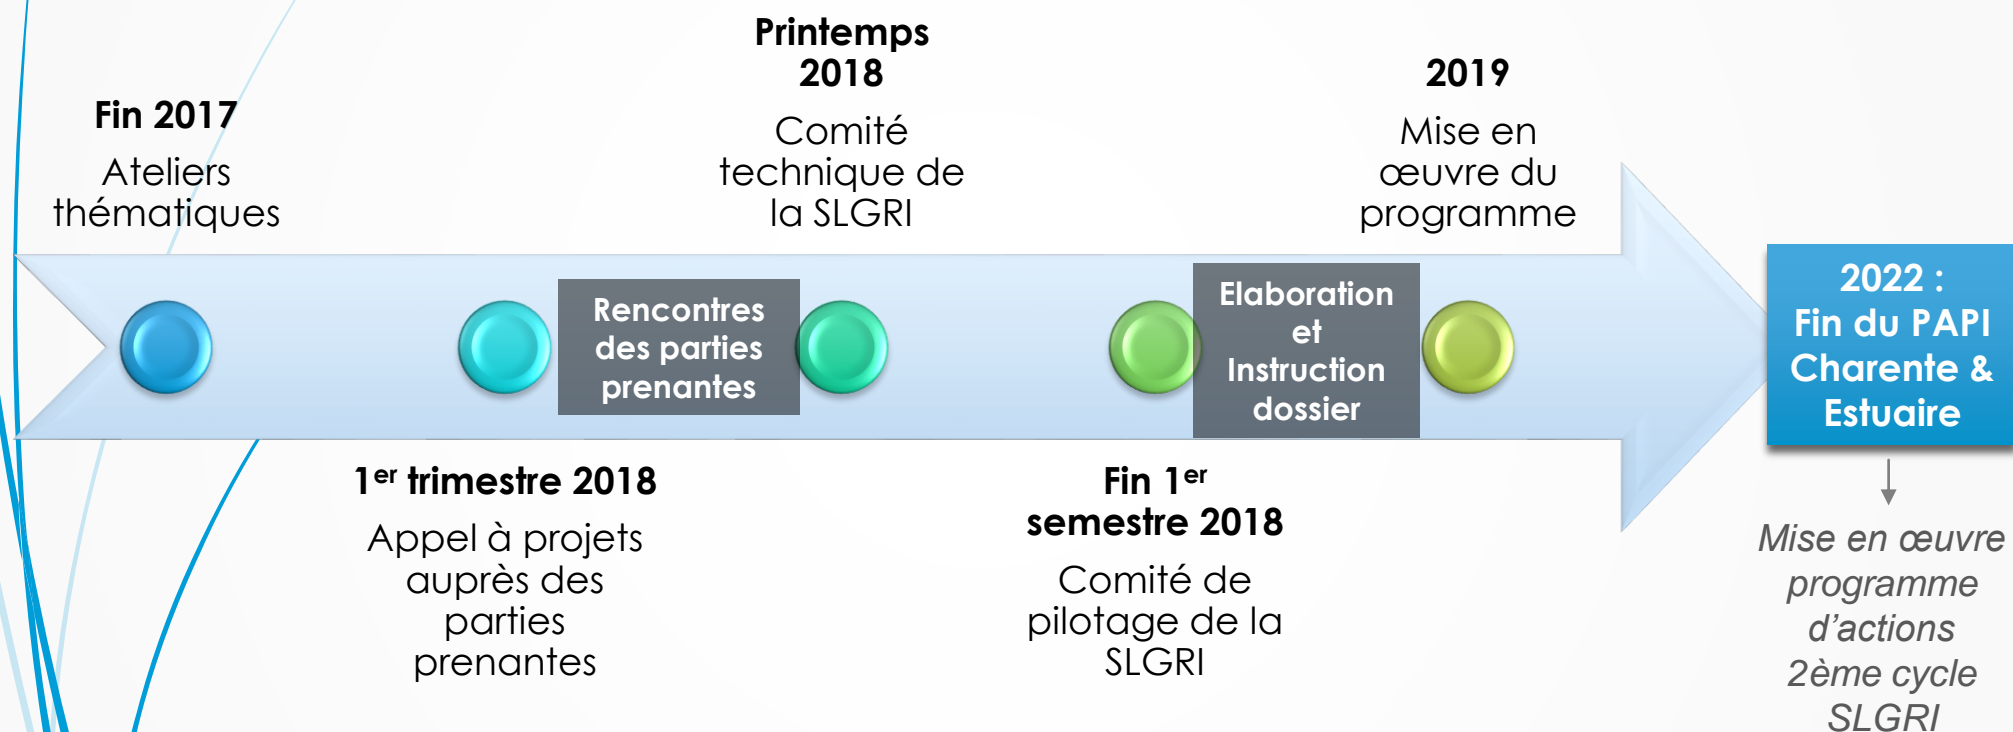 Fin 2017
Ateliers
thématiques
1er trimestre 2018
Appel à projets
auprès des
parties
prenantes
Rencontres
des parties
prenantes
Printemps
2018
Comité
technique de
la SLGRI
Fin 1er
semestre 2018
Comité de
pilotage de la
SLGRI
Elaboration
et
Instruction
dossier
2019
Mise en
œuvre du
programme
2022 :
Fin du PAPI
Charente &
Estuaire
Mise en œuvre
programme
d’actions
2ème cycle
SLGRI